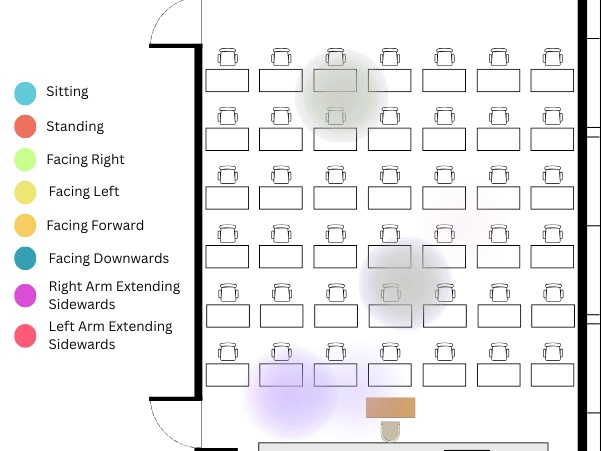 Sitting
Standing
Facing Right
Facing Left
Facing Forward
Facing Downwards
Right Arm Extending
Sidewards
Left Arm Extending
Sidewards